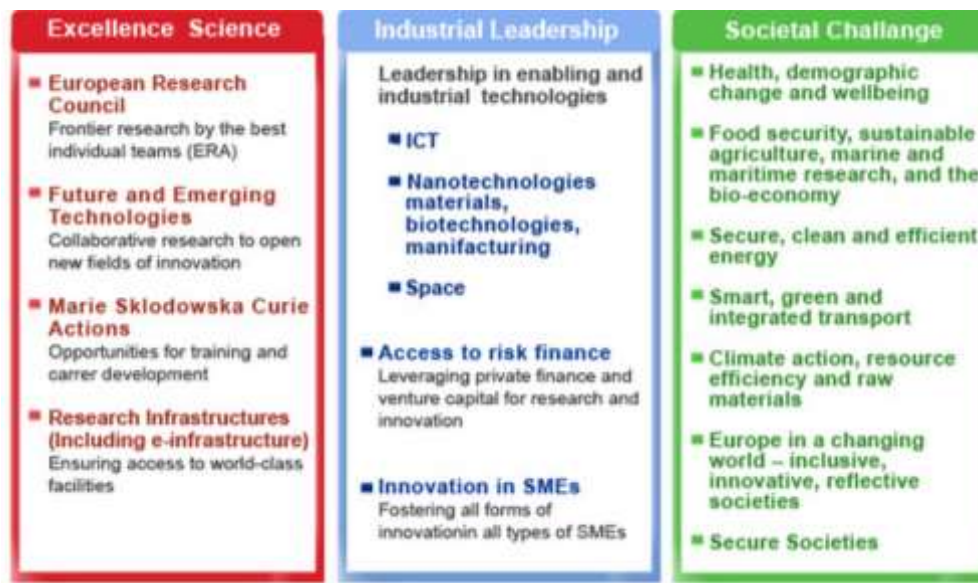 Excellence Science
European Research
Council
Frontier research by the best
individual teams (ERA)
Future and Emerging
Technologies
Collaborative research to open
new fields of innovation
Marie Sklodowska Curie
Actions
Opportunities for training and
carrer development
Research Infrastructures
(Including e-infrastructure)
Ensuring access to world-class
facilities
Industrial Leadership
Leadership in enabling and
industrial technologies
ICT
Nanotechnologies
materials,
biotechnologies,
manifacturing
Space
Access to risk finance
Leveraging private finance and
venture capital for research and
innovation
Innovation in SMEs
Fostering all forms of
innovationin all types of SMEs
Societal Challange
Health, demographic
change and wellbeing
Food security, sustainable
agriculture, marine and
maritime research, and the
bio-economy
Secure, clean and efficient
energy
Smart, green and
integrated transport
Climate action, resource
efficiency and raw
materials
Europe in a changing
world – inclusive,
innovative, reflective
societies
Secure Societies